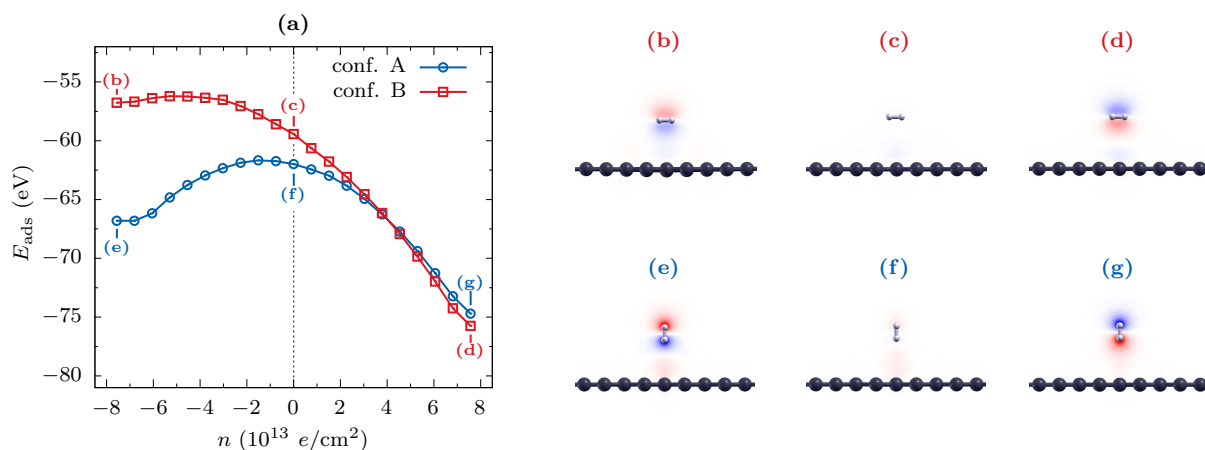 (a)
(b) (c) (d)
conf. A
conf. B
(b)
(c)
(f)
(e)
(g)
(d)
−55
−60
−65
−70
−75
−80
E_ads (eV)
−8 −6 −4 −2 0 2 4 6 8
n (10^13 e/cm^2)
(e) (f) (g)